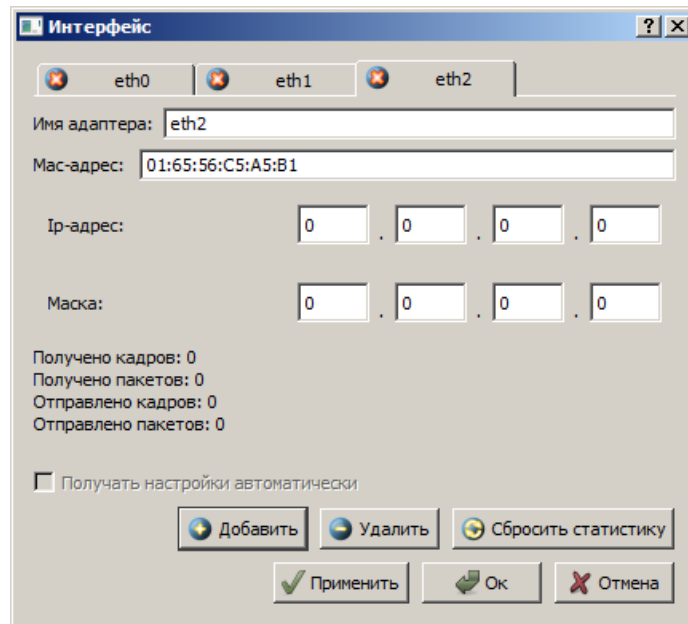 Интерфейс
eth0 eth1 eth2
Имя адаптера: eth2
Mac-адрес: 01:65:56:C5:A5:B1
Ip-адрес: 0 . 0 . 0 . 0
Маска: 0 . 0 . 0 . 0
Получено кадров: 0
Получено пакетов: 0
Отправлено кадров: 0
Отправлено пакетов: 0
Получать настройки автоматически
Добавить Удалить Сбросить статистику
Применить Ок Отмена